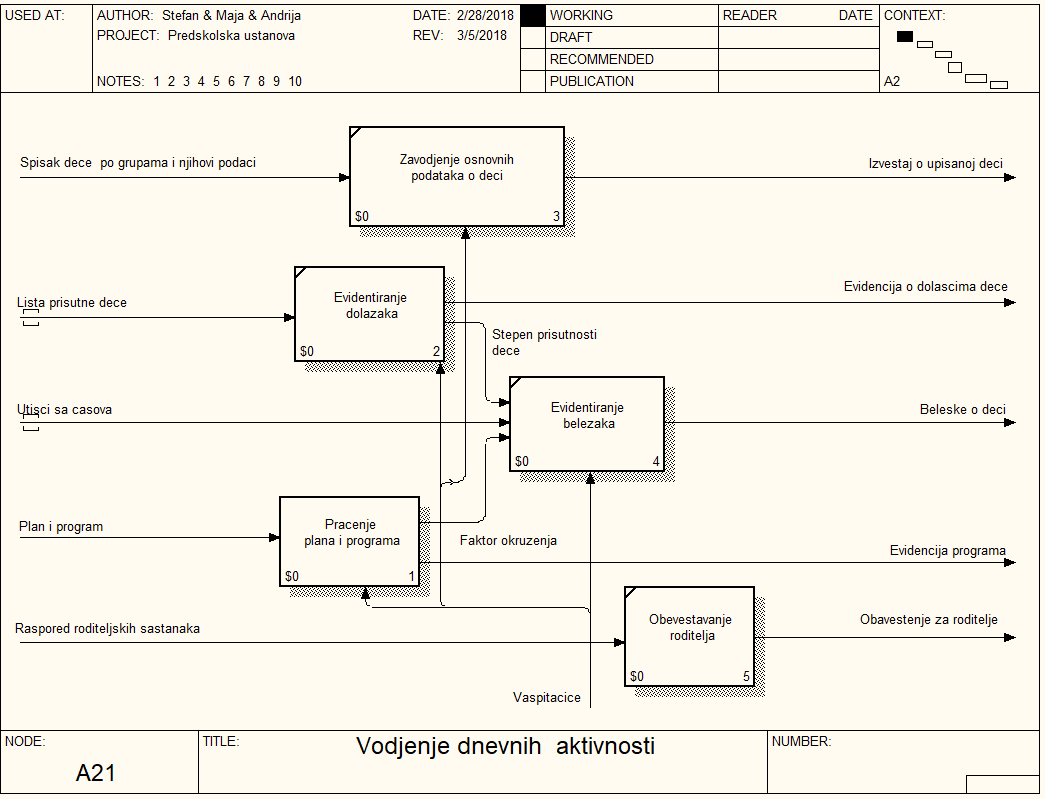 USED AT:
AUTHOR: Stefan & Maja & Andrija
DATE: 2/28/2018
WORKING
READER DATE
CONTEXT:
PROJECT: Predskolska ustanova
REV: 3/5/2018
DRAFT
RECOMMENDED
NOTES: 1 2 3 4 5 6 7 8 9 10
PUBLICATION
A2
Spisak dece po grupama i njihovi podaci
Zavodjenje osnovnih
podataka o deci
$0 3
Izvestaj o upisanoj deci
Lista prisutne dece
Evidentiranje
dolazaka
$0 2
Evidencija o dolascima dece
Stepen prisutnosti
dece
Utisci sa casova
Evidentiranje
belezaka
$0 4
Beleske o deci
Plan i program
Pracenje
plana i programa
$0 1
Faktor okruzenja
Evidencija programa
Raspored roditeljskih sastanaka
Obevestavanje
roditelja
$0 5
Obavestenje za roditelje
Vaspitacice
NODE:
A21
TITLE:
Vodjenje dnevnih aktivnosti
NUMBER: